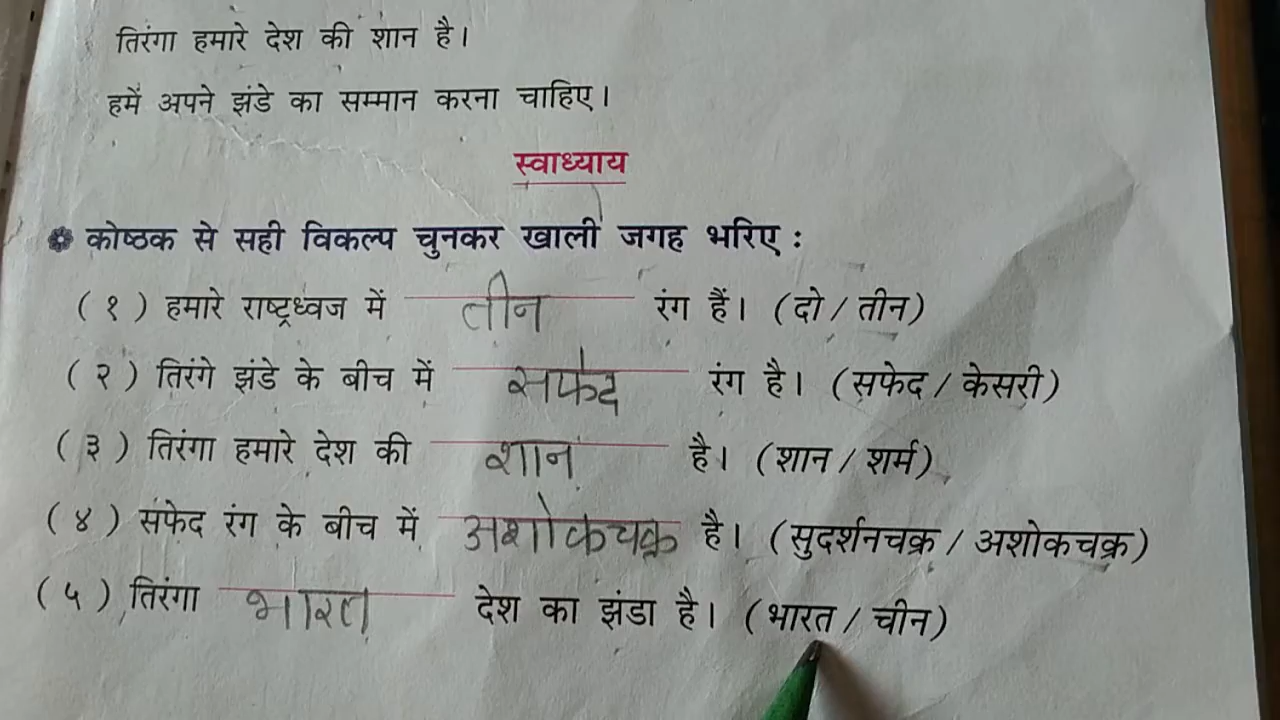 तिरंगा हमारे देश की शान है।
हमें अपने झंडे का सम्मान करना चाहिए।
स्वाध्याय
कोष्ठक से सही विकल्प चुनकर खाली जगह भरिए :
(१) हमारे राष्ट्रध्वज में तीन रंग हैं। (दो / तीन)
(२) तिरंगे झंडे के बीच में सफेद रंग है। (सफेद / केसरी)
(३) तिरंगा हमारे देश की शान है। (शान / शर्म)
(४) सफेद रंग के बीच में अशोकचक्र है। (सुदर्शनचक्र / अशोकचक्र)
(५) तिरंगा भारत देश का झंडा है। (भारत / चीन)